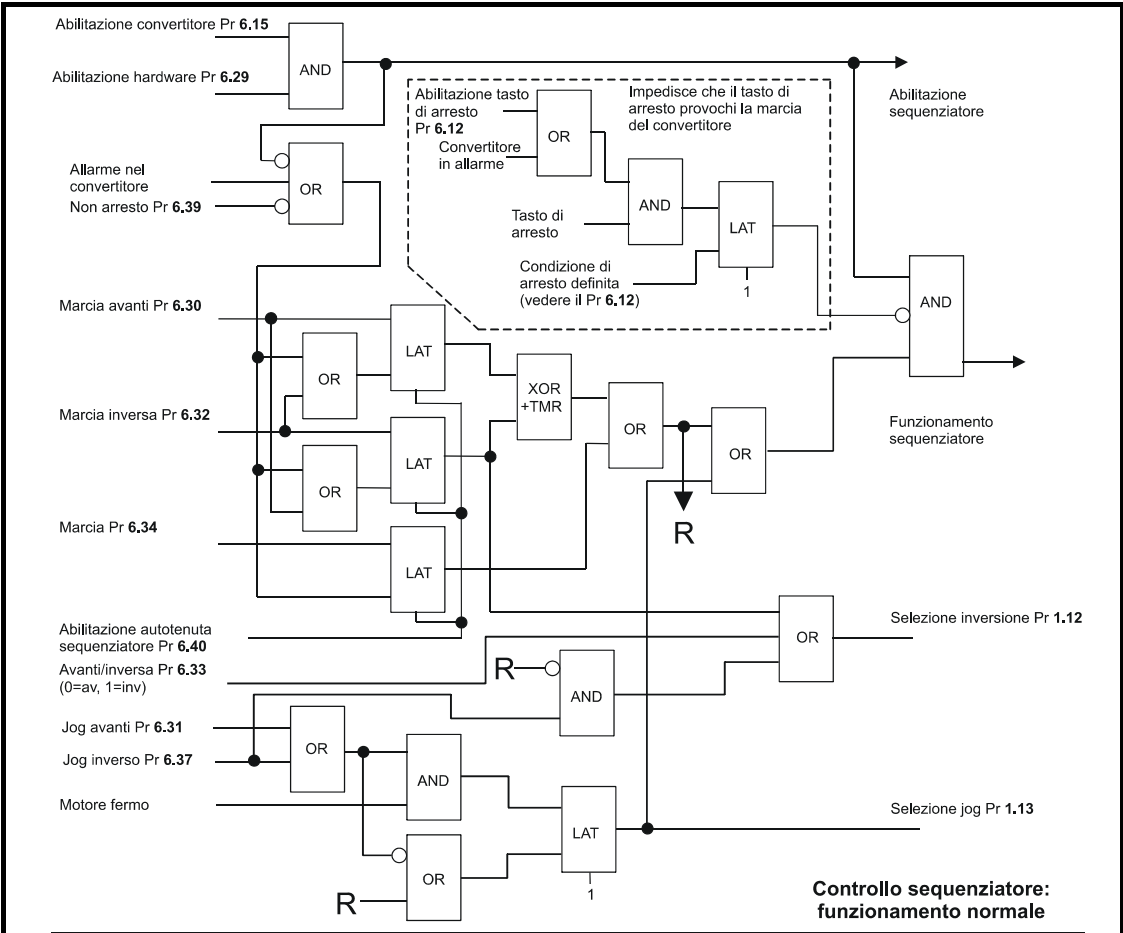 Abilitazione convertitore Pr 6.15
AND
Abilitazione hardware Pr 6.29
Abilitazione
sequenziatore
Abilitazione tasto
di arresto
Pr 6.12
Convertitore
in allarme
OR
Impedisce che il tasto di
arresto provochi la marcia
del convertitore
Allarme nel
convertitore
Non arresto Pr 6.39
OR
Tasto di
arresto
AND
LAT
1
Condizione di
arresto definita
(vedere il Pr 6.12)
AND
Marcia avanti Pr 6.30
LAT
OR
XOR
+TMR
OR
OR
Funzionamento
sequenziatore
Marcia inversa Pr 6.32
LAT
OR
R
Marcia Pr 6.34
LAT
Abilitazione autotenuta
sequenziatore Pr 6.40
Avanti/inversa Pr 6.33
(0=av, 1=inv)
R
AND
OR
Selezione inversione Pr 1.12
Jog avanti Pr 6.31
Jog inverso Pr 6.37
OR
AND
Motore fermo
LAT
1
Selezione jog Pr 1.13
OR
R
Controllo sequenziatore:
funzionamento normale